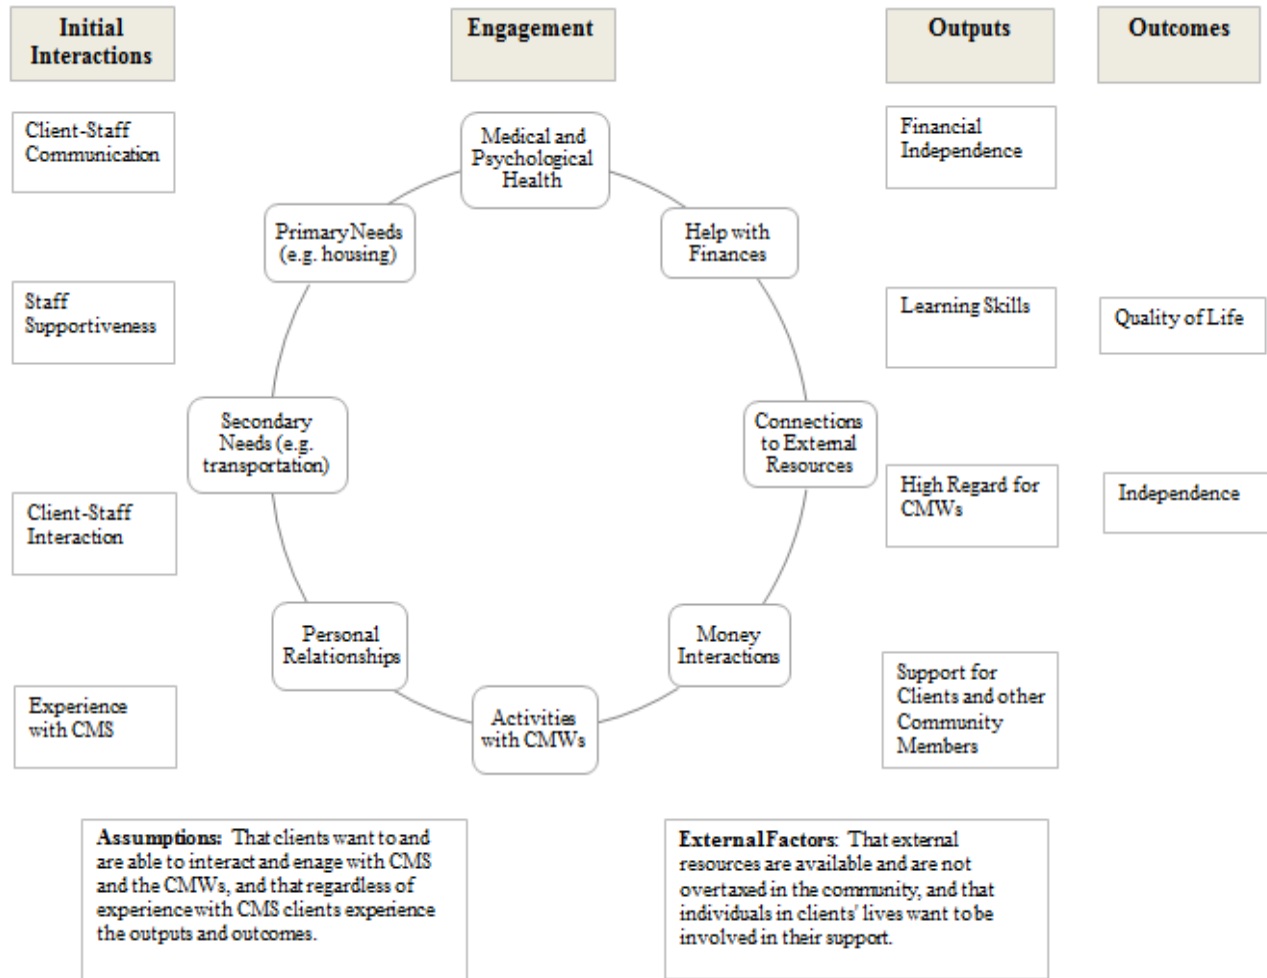 Initial
Interactions
Engagement
Outputs
Outcomes
Client-Staff
Communication
Staff
Supportiveness
Client-Staff
Interaction
Experience
with CMS
Medical and
Psychological
Health
Primary Needs
(e.g. housing)
Help with
Finances
Secondary
Needs (e.g.
transportation)
Connections
to External
Resources
Personal
Relationships
Money
Interactions
Activities
with CMWs
Financial
Independence
Learning Skills
High Regard for
CMWs
Support for
Clients and other
Community
Members
Quality of Life
Independence
Assumptions: That clients want to and
are able to interact and enage with CMS
and the CMWs, and that regardless of
experience with CMS clients experience
the outputs and outcomes.
External Factors: That external
resources are available and are not
overtaxed in the community, and that
individuals in clients' lives want to be
involved in their support.